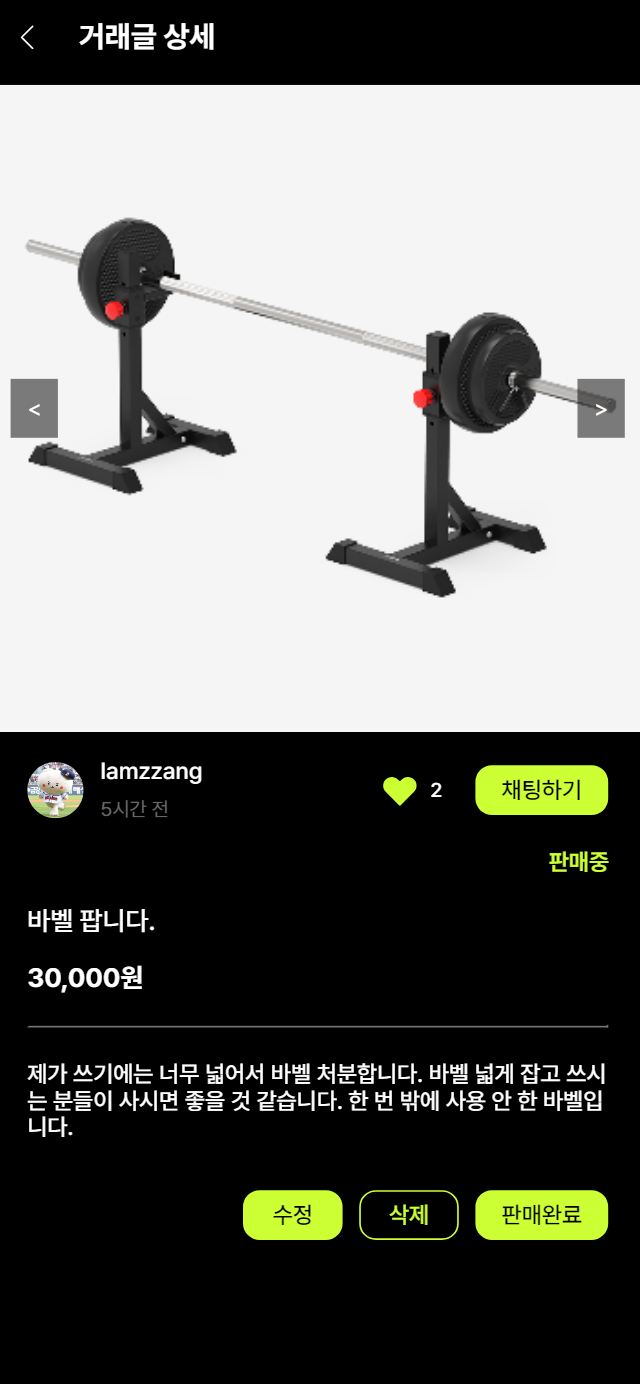 거래글 상세
<
>
lamzzang
5시간 전
2
채팅하기
판매중
바벨 팝니다.
30,000원
제가 쓰기에는 너무 넓어서 바벨 처분합니다. 바벨 넓게 잡고 쓰시
는 분들이 사시면 좋을 것 같습니다. 한 번 밖에 사용 안 한 바벨입
니다.
수정
삭제
판매완료